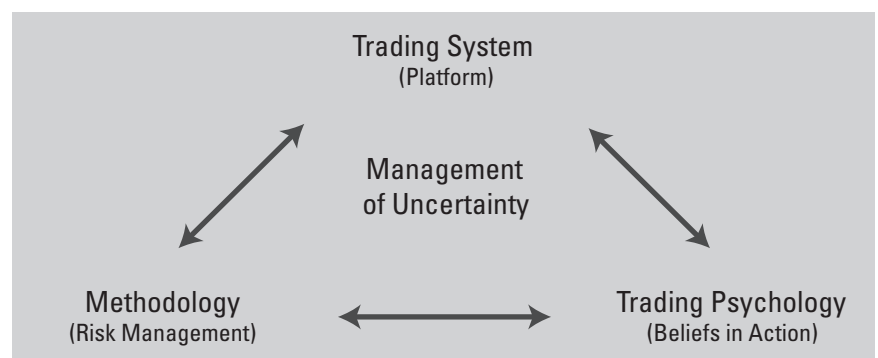 Trading System
(Platform)
Management
of Uncertainty
Methodology
(Risk Management)
Trading Psychology
(Beliefs in Action)